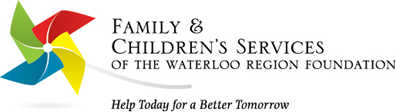 FAMILY &
CHILDREN'S SERVICES
OF THE WATERLOO REGION FOUNDATION
Help Today for a Better Tomorrow